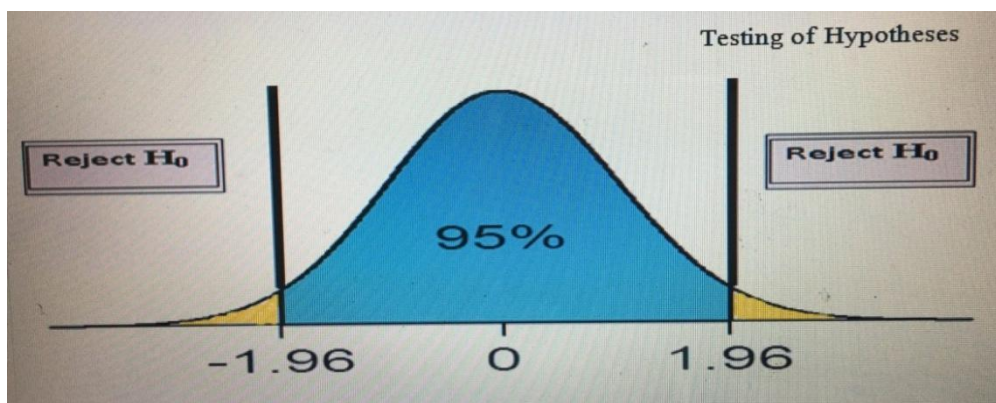 Testing of Hypotheses
Reject H₀
Reject H₀
95%
-1.96
0
1.96